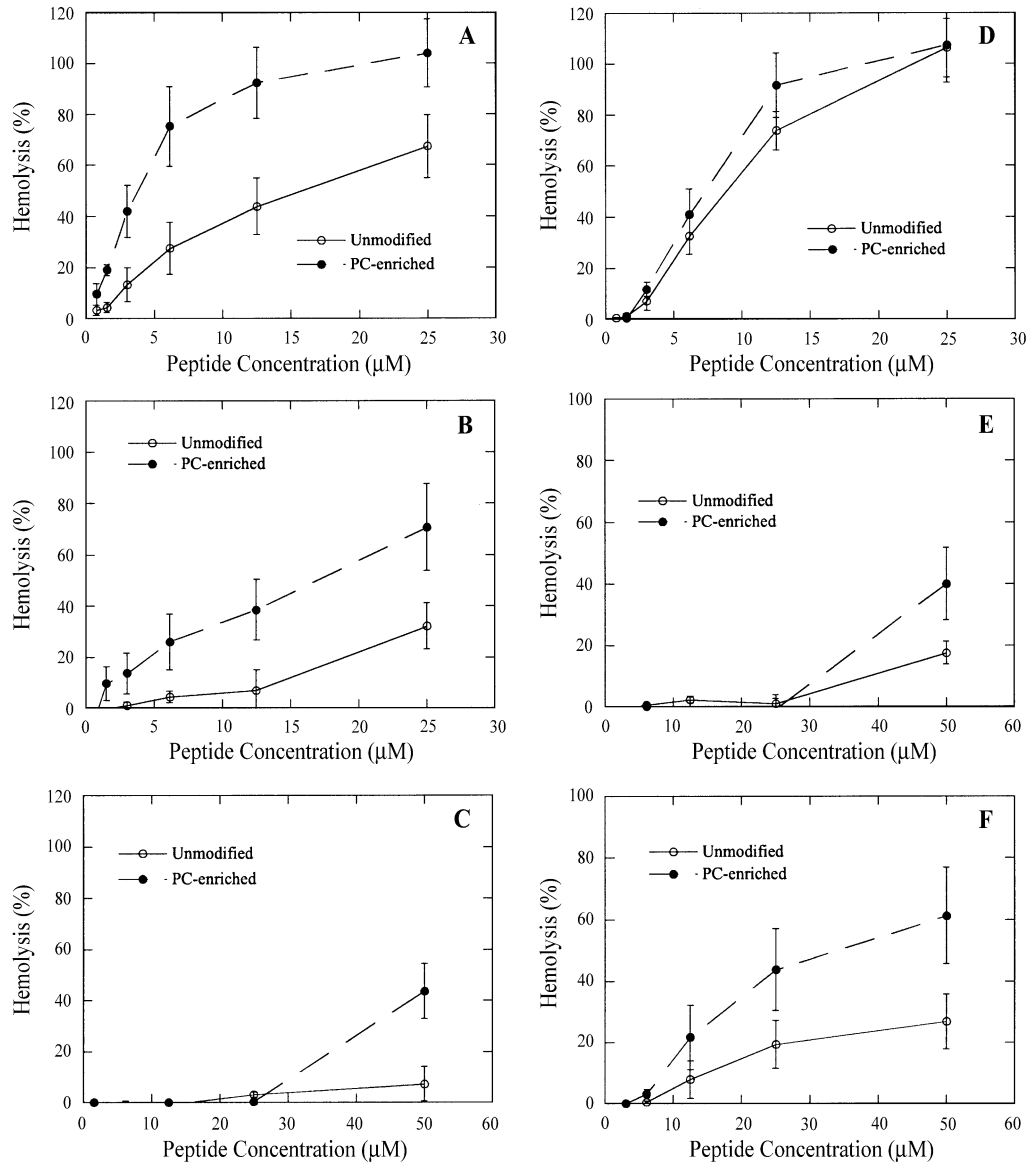 A
Hemolysis (%)
120
100
80
60
40
20
0
Unmodified
PC-enriched
0 5 10 15 20 25 30
Peptide Concentration (µM)
D
Hemolysis (%)
120
100
80
60
40
20
0
Unmodified
PC-enriched
0 5 10 15 20 25 30
Peptide Concentration (µM)
B
Hemolysis (%)
120
100
80
60
40
20
0
Unmodified
PC-enriched
0 5 10 15 20 25 30
Peptide Concentration (µM)
E
Hemolysis (%)
100
80
60
40
20
0
Unmodified
PC-enriched
0 10 20 30 40 50 60
Peptide Concentration (µM)
C
Hemolysis (%)
120
100
80
60
40
20
0
Unmodified
PC-enriched
0 10 20 30 40 50 60
Peptide Concentration (µM)
F
Hemolysis (%)
100
80
60
40
20
0
Unmodified
PC-enriched
0 10 20 30 40 50 60
Peptide Concentration (µM)